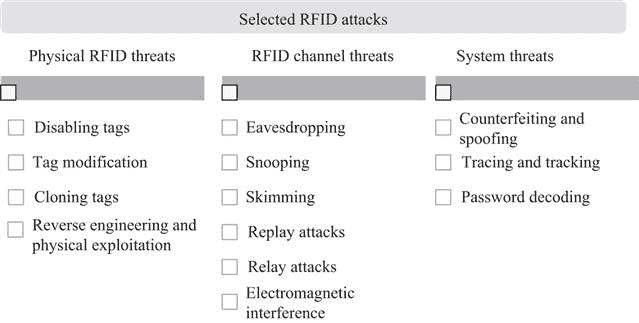 Selected RFID attacks
Physical RFID threats
Disabling tags
Tag modification
Cloning tags
Reverse engineering and
physical exploitation
RFID channel threats
Eavesdropping
Snooping
Skimming
Replay attacks
Relay attacks
Electromagnetic
interference
System threats
Counterfeiting and
spoofing
Tracing and tracking
Password decoding